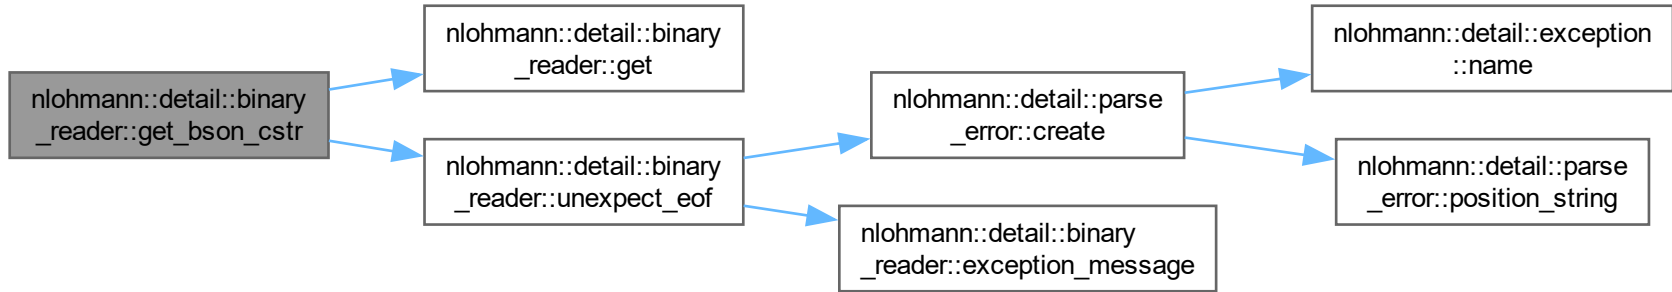 nlohmann::detail::binary
_reader::get_bson_cstr
nlohmann::detail::binary
_reader::get
nlohmann::detail::binary
_reader::unexpect_eof
nlohmann::detail::parse
_error::create
nlohmann::detail::binary
_reader::exception_message
nlohmann::detail::exception
::name
nlohmann::detail::parse
_error::position_string